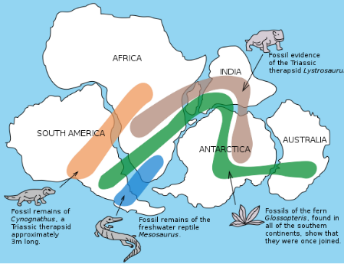 AFRICA
INDIA
SOUTH AMERICA
ANTARCTICA
AUSTRALIA
Fossil evidence
of the Triassic
therapsid Lystrosaurus.
Fossil remains of
Cynognathus, a
Triassic therapsid
approximately
3m long.
Fossil remains of the
freshwater reptile
Mesosaurus.
Fossils of the fern
Glossopteris, found in
all of the southern
continents, show that
they were once joined.